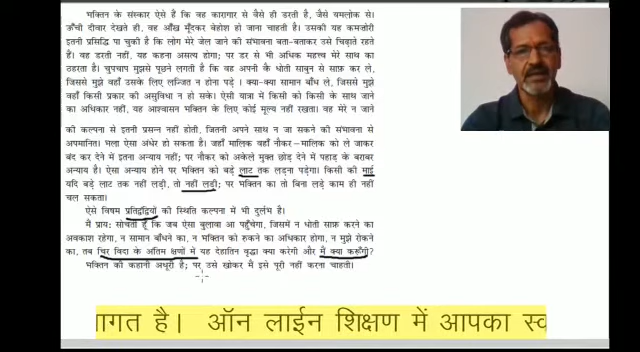 भक्तिन के संस्कार ऐसे हैं कि वह कारागार से वैसे ही डरती है, जैसे यमलोक से।
ऊँची दीवार देखते ही, वह आँख मूँदकर बेहोश हो जाना चाहती है। उसकी यह कमज़ोरी
इतनी प्रसिद्धि पा चुकी है कि लोग मेरे जेल जाने की संभावना बता-बताकर उसे चिढ़ाते रहते
हैं। वह डरती नहीं, यह कहना असत्य होगा; पर डर से भी अधिक महत्त्व मेरे साथ का
ठहरता है। चुपचाप मुझसे पूछने लगती है कि वह अपनी कै धोती साबुन से साफ़ कर ले,
जिससे मुझे वहाँ उसके लिए लज्जित न होना पड़े । क्या-क्या सामान बाँध ले, जिससे मुझे
वहाँ किसी प्रकार की असुविधा न हो सके। ऐसी यात्रा में किसी को किसी के साथ जाने
का अधिकार नहीं, यह आश्वासन भक्तिन के लिए कोई मूल्य नहीं रखता। वह मेरे न जाने
की कल्पना से इतनी प्रसन्न नहीं होती, जितनी अपने साथ न जा सकने की संभावना से
अपमानित। भला ऐसा अंधेर हो सकता है। जहाँ मालिक वहाँ नौकर-मालिक को ले जाकर
बंद कर देने में इतना अन्याय नहीं; पर नौकर को अकेले मुक्त छोड़ देने में पहाड़ के बराबर
अन्याय है। ऐसा अन्याय होने पर भक्तिन को बड़े लाट तक लड़ना पड़ेगा। किसी की माई
यदि बड़े लाट तक नहीं लड़ी, तो नहीं लड़ी; पर भक्तिन का तो बिना लड़े काम ही नहीं
चल सकता।
ऐसे विषम प्रतिद्वंद्वियों की स्थिति कल्पना में भी दुर्लभ है।
मैं प्रायः सोचती हूँ कि जब ऐसा बुलावा आ पहुँचेगा, जिसमें न धोती साफ़ करने का
अवकाश रहेगा, न सामान बाँधने का, न भक्तिन को रुकने का अधिकार होगा, न मुझे रोकने
का, तब चिर विदा के अंतिम क्षणों में यह देहातिन वृद्धा क्या करेगी और मैं क्या करूँगी?
भक्तिन की कहानी अधूरी है; पर उसे खोकर मैं इसे पूरी नहीं करना चाहती।
ागत है। ऑन लाईन शिक्षण में आपका स्व